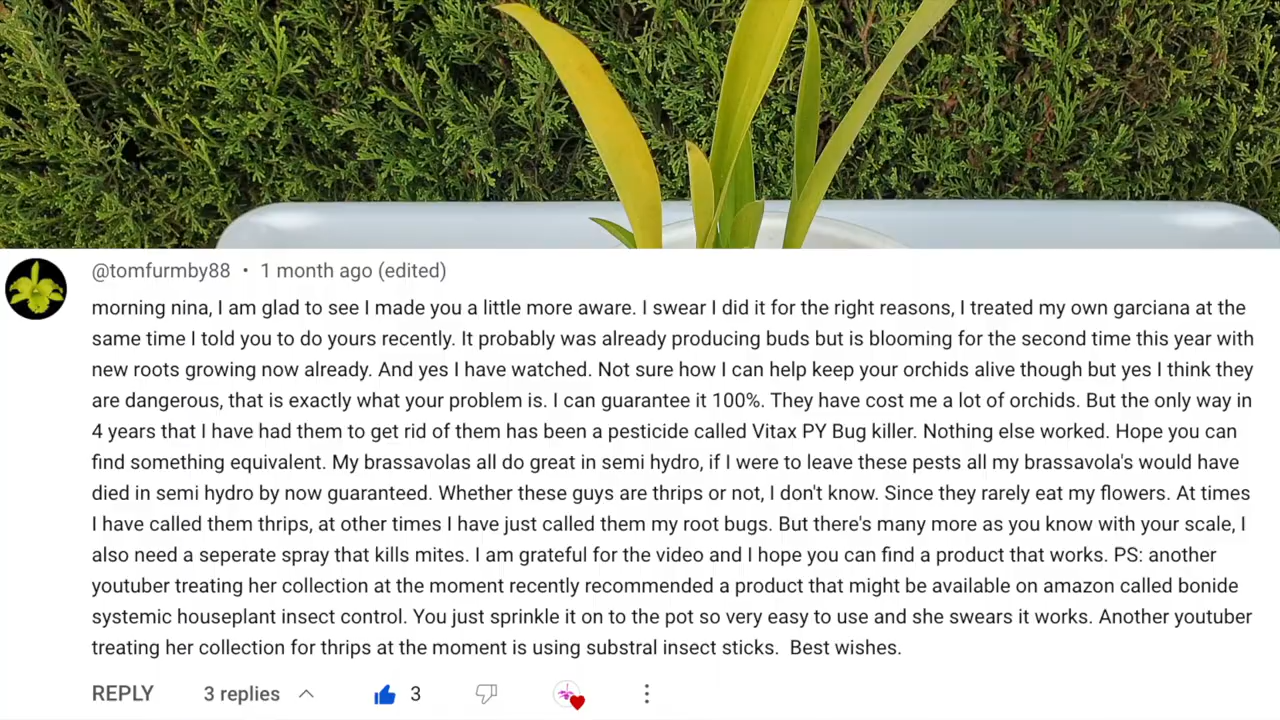 @tomfurmby88 • 1 month ago (edited)
morning nina, I am glad to see I made you a little more aware. I swear I did it for the right reasons, I treated my own garciana at the
same time I told you to do yours recently. It probably was already producing buds but is blooming for the second time this year with
new roots growing now already. And yes I have watched. Not sure how I can help keep your orchids alive though but yes I think they
are dangerous, that is exactly what your problem is. I can guarantee it 100%. They have cost me a lot of orchids. But the only way in
4 years that I have had them to get rid of them has been a pesticide called Vitax PY Bug killer. Nothing else worked. Hope you can
find something equivalent. My brassavolas all do great in semi hydro, if I were to leave these pests all my brassavola's would have
died in semi hydro by now guaranteed. Whether these guys are thrips or not, I don't know. Since they rarely eat my flowers. At times
I have called them thrips, at other times I have just called them my root bugs. But there's many more as you know with your scale, I
also need a seperate spray that kills mites. I am grateful for the video and I hope you can find a product that works. PS: another
youtuber treating her collection at the moment recently recommended a product that might be available on amazon called bonide
systemic houseplant insect control. You just sprinkle it on to the pot so very easy to use and she swears it works. Another youtuber
treating her collection for thrips at the moment is using substral insect sticks.  Best wishes.
REPLY 3 replies 3